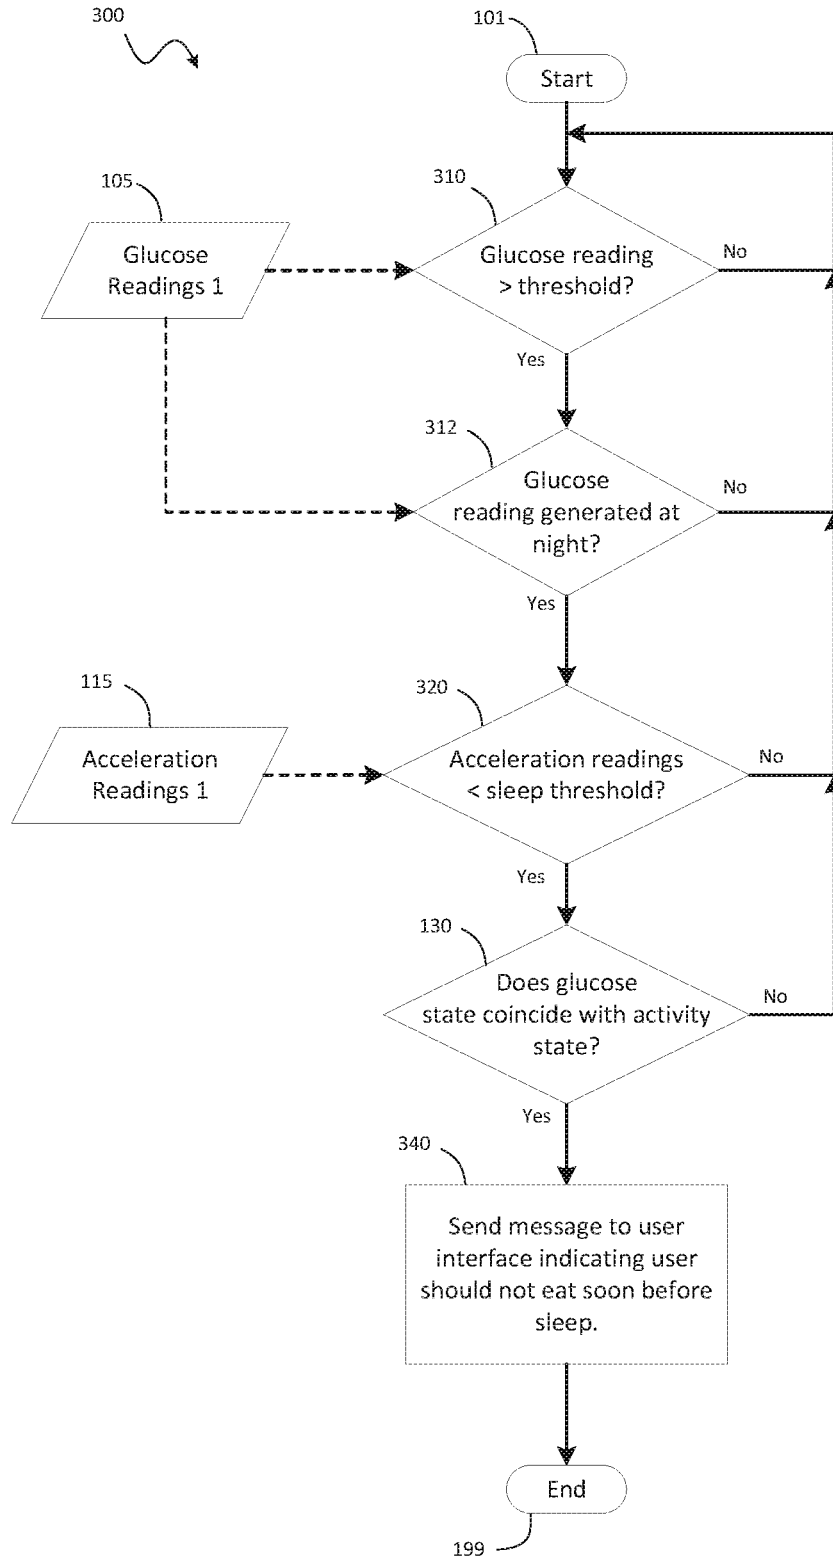 300
101
Start
105
310
Glucose
Readings 1
Glucose reading
> threshold?
No
Yes
312
Glucose
reading generated at
night?
No
Yes
115
320
Acceleration
Readings 1
Acceleration readings
< sleep threshold?
No
Yes
130
Does glucose
state coincide with activity
state?
No
Yes
340
Send message to user
interface indicating user
should not eat soon before
sleep.
End
199